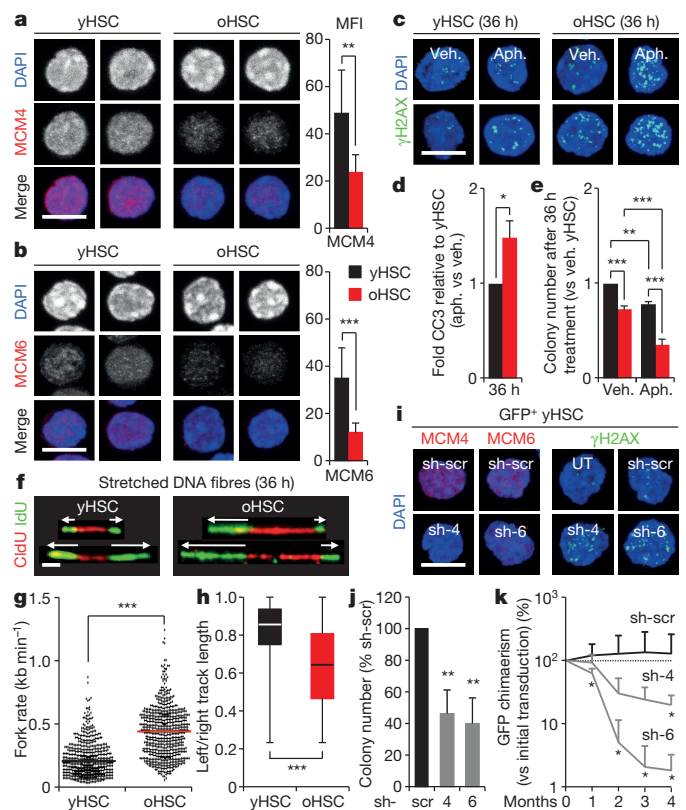 a
yHSC
oHSC
MFI
DAPI
MCM4
Merge
80
60
40
20
0
**
MCM4
b
yHSC
oHSC
DAPI
MCM6
Merge
80
60
40
20
0
***
MCM6
yHSC
oHSC
c
yHSC (36 h)
oHSC (36 h)
Veh.
Aph.
Veh.
Aph.
γH2AX DAPI
d
Fold CC3 relative to yHSC
(aph. vs veh.)
2
1
0
*
36 h
e
Colony number after 36 h
treatment (vs veh. yHSC)
2
1
0
***
**
***
***
Veh.
Aph.
f
Stretched DNA fibres (36 h)
yHSC
oHSC
CldU IdU
g
Fork rate (kb min−1)
1.5
1.0
0.5
0
***
yHSC
oHSC
h
Left/right track length
1.0
0.8
0.6
0.4
0.2
0
***
yHSC
oHSC
i
GFP+ yHSC
MCM4
MCM6
γH2AX
DAPI
sh-scr
sh-scr
UT
sh-scr
sh-4
sh-6
sh-4
sh-6
j
Colony number (% sh-scr)
120
100
80
60
40
20
0
**
**
sh-
scr
4
6
k
GFP chimaerism
(vs initial transduction) (%)
103
102
101
100
sh-scr
sh-4
sh-6
*
*
*
*
*
Months
0
1
2
3
4